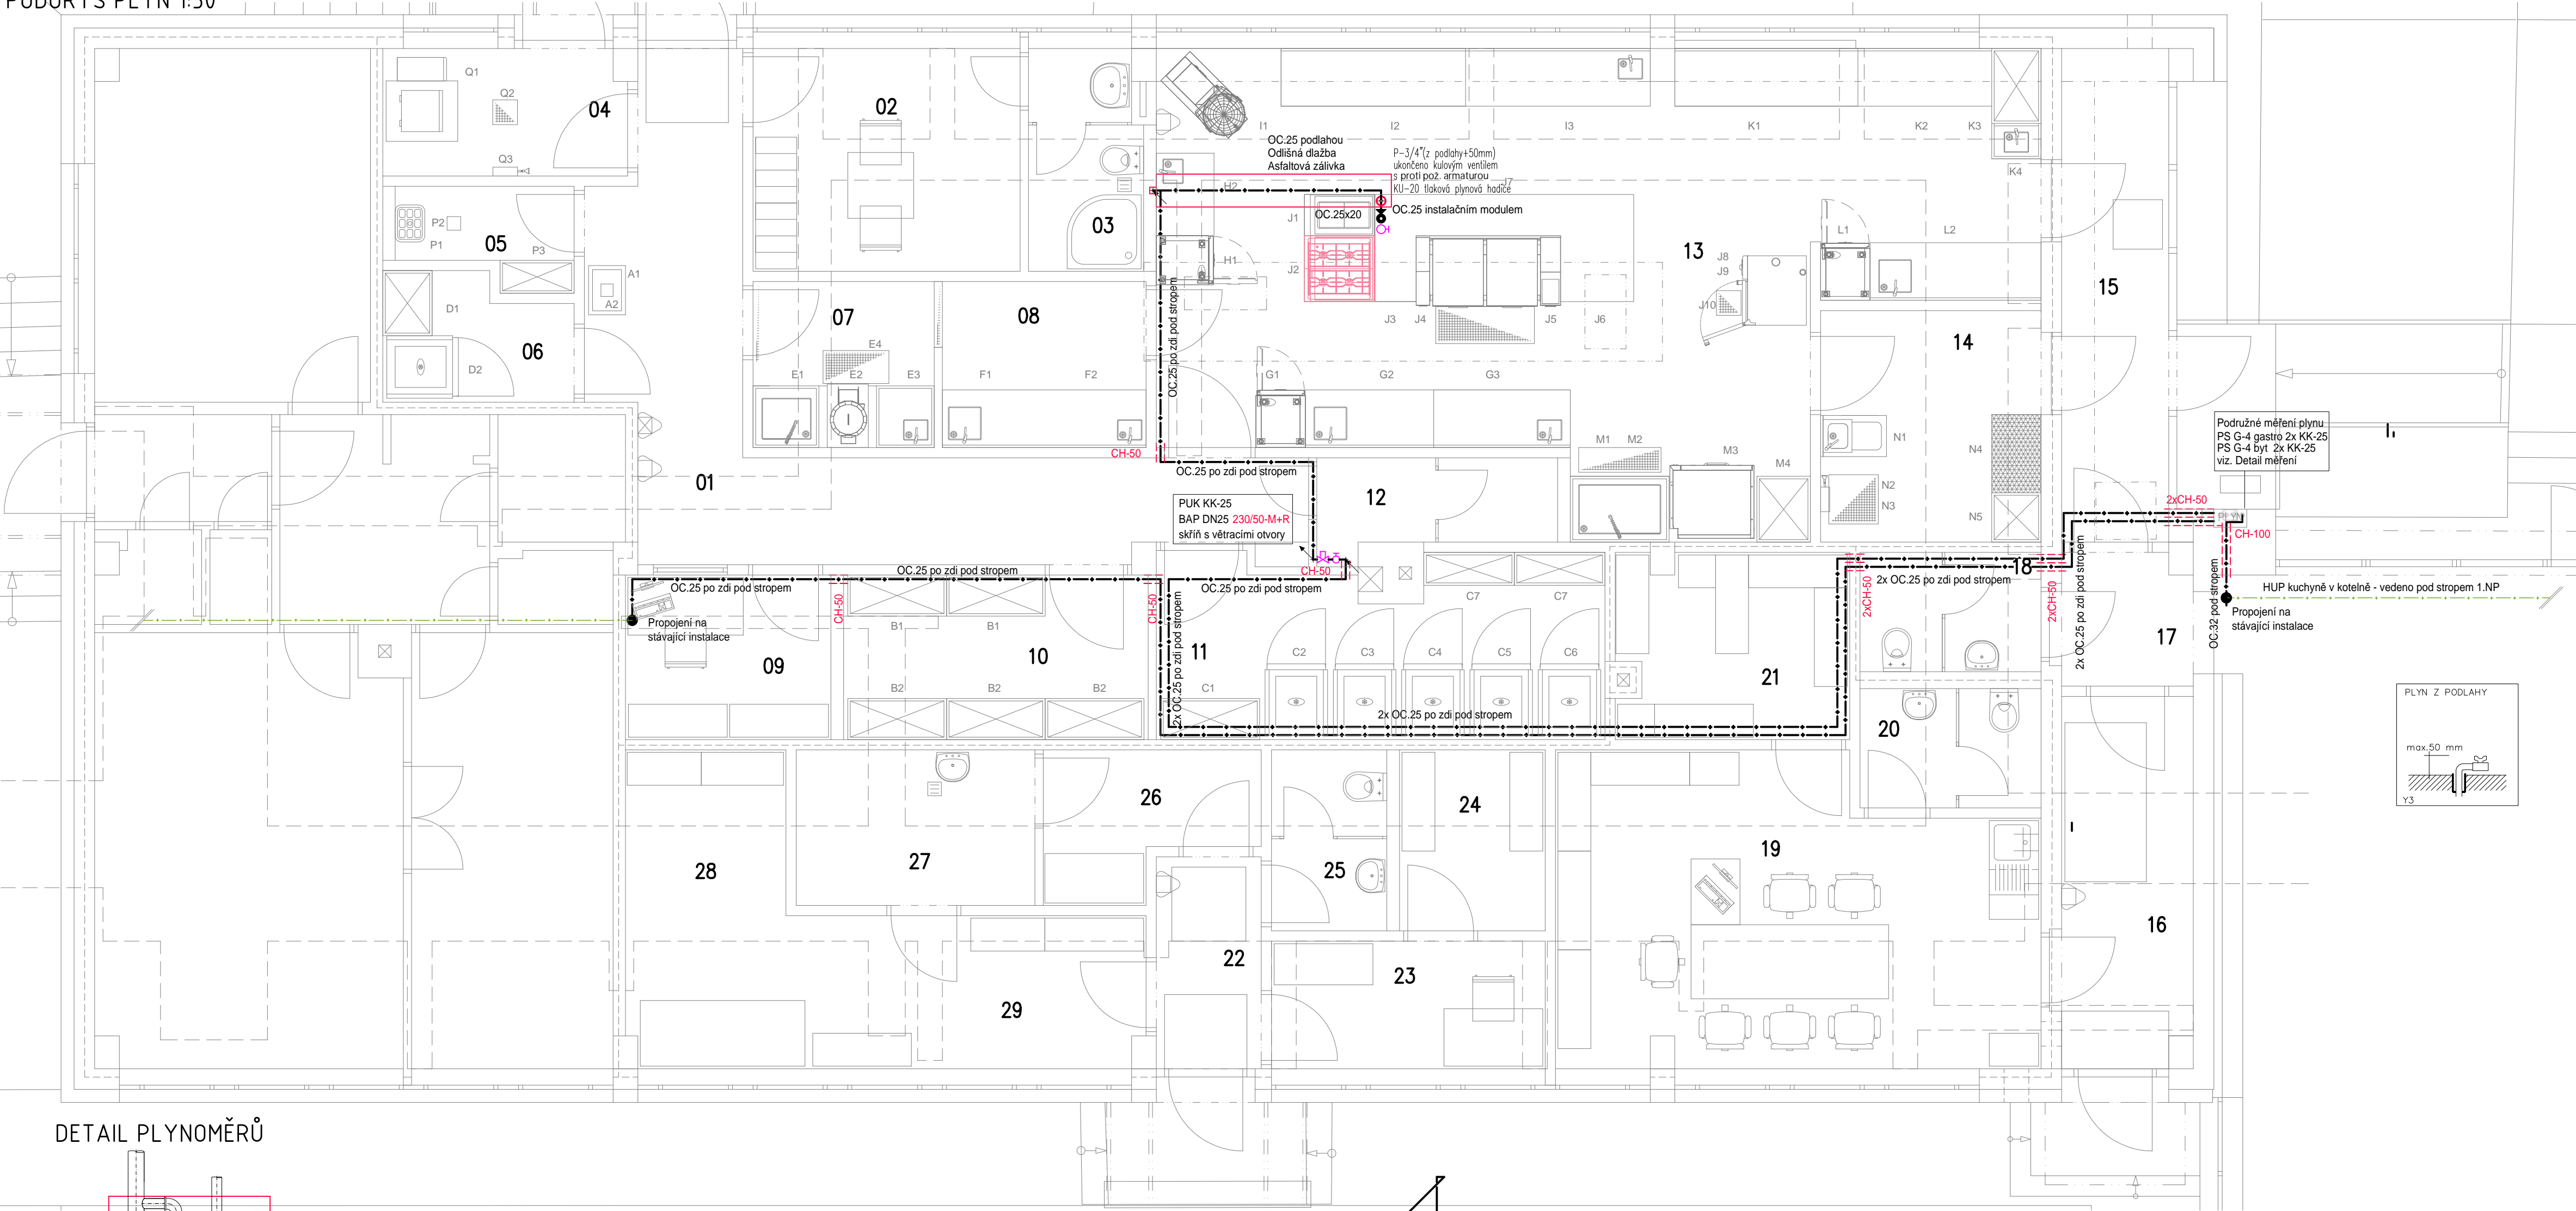 PŮDORYS PLYN 1:50
Q1
Q2
04
Q3
02
I1
I2
I3
K1
K2
K3
OC.25 podlahou
Odlišná dlažba
Asfaltová zálivka
P-3/4"(z podlahy+50mm)
ukončeno kulovým ventilem
s proti pož. armaturou
KU-20 tlaková plynová hadice
J7
K4
H2
P2
P1
05
P3
03
J1
OC.25x20
OC.25 instalačním modulem
13
L1
L2
A1
A2
H1
J2
J8
J9
J10
15
D1
07
08
J3
J4
J5
J6
OC.25 po zdi pod stropem
06
D2
E4
E1
E2
E3
F1
F2
G1
G2
G3
14
Podružné měření plynu
PS G-4 gastro 2x KK-25
PS G-4 byt 2x KK-25
viz. Detail měření
CH-50
OC.25 po zdi pod stropem
M1
M2
M3
M4
N1
N4
N2
N3
N5
01
12
PUK KK-25
BAP DN25 230/50-M+R
skříň s větracími otvory
2xCH-50
PLYN
CH-100
CH-50
OC.25 po zdi pod stropem
OC.25 po zdi pod stropem
OC.25 po zdi pod stropem
CH-50
CH-50
C7
C7
2xCH-50
2x OC.25 po zdi pod stropem
18
2xCH-50
2x OC.25 po zdi pod stropem
OC.32 pod stropem
HUP kuchyně v kotelně - vedeno pod stropem 1.NP
Propojení na
stávající instalace
Propojení na
stávající instalace
B1
B1
09
10
11
2x OC.25 po zdi pod stropem
C2
C3
C4
C5
C6
21
17
B2
B2
B2
C1
2x OC.25 po zdi pod stropem
20
PLYN Z PODLAHY
max.50 mm
Y3
26
24
28
27
25
19
22
23
16
29
DETAIL PLYNOMĚRŮ